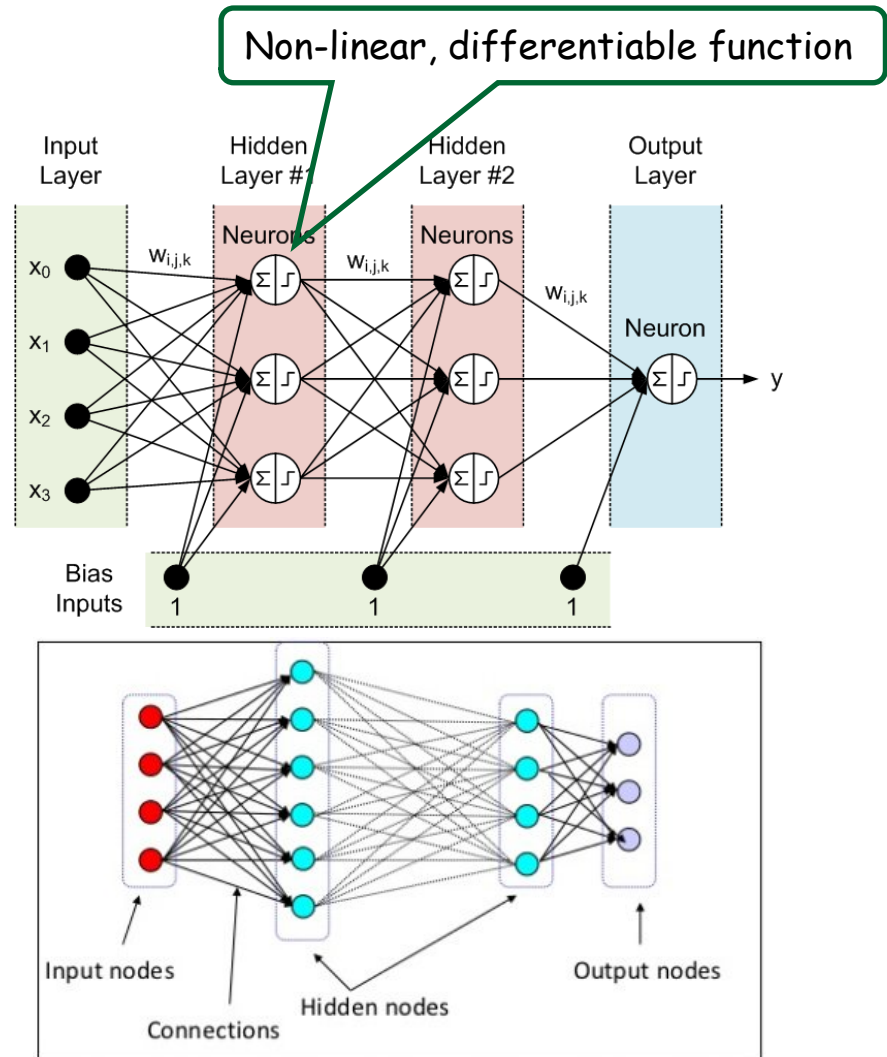 Non-linear, differentiable function
Input
Layer
Hidden
Layer #1
Hidden
Layer #2
Output
Layer
Neurons
Neurons
x0
wi,j,k
wi,j,k
wi,j,k
Neuron
x1
Σ
Σ
Σ
Σ
Σ
Σ
Σ
y
x2
x3
Bias
Inputs
1
1
1
Input nodes
Output nodes
Hidden nodes
Connections